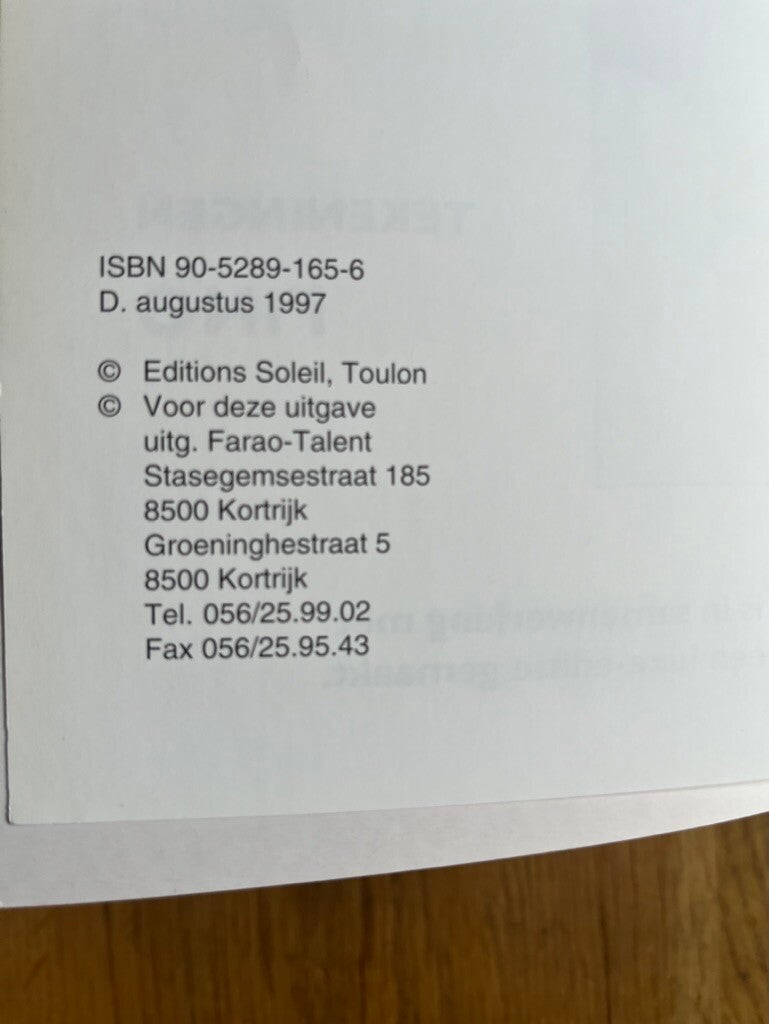 ISBN 90-5289-165-6
D. augustus 1997
© Editions Soleil, Toulon
© Voor deze uitgave
uitg. Farao-Talent
Stasegemsestraat 185
8500 Kortrijk
Groeninghestraat 5
8500 Kortrijk
Tel. 056/25.99.02
Fax 056/25.95.43
TEKENINGEN